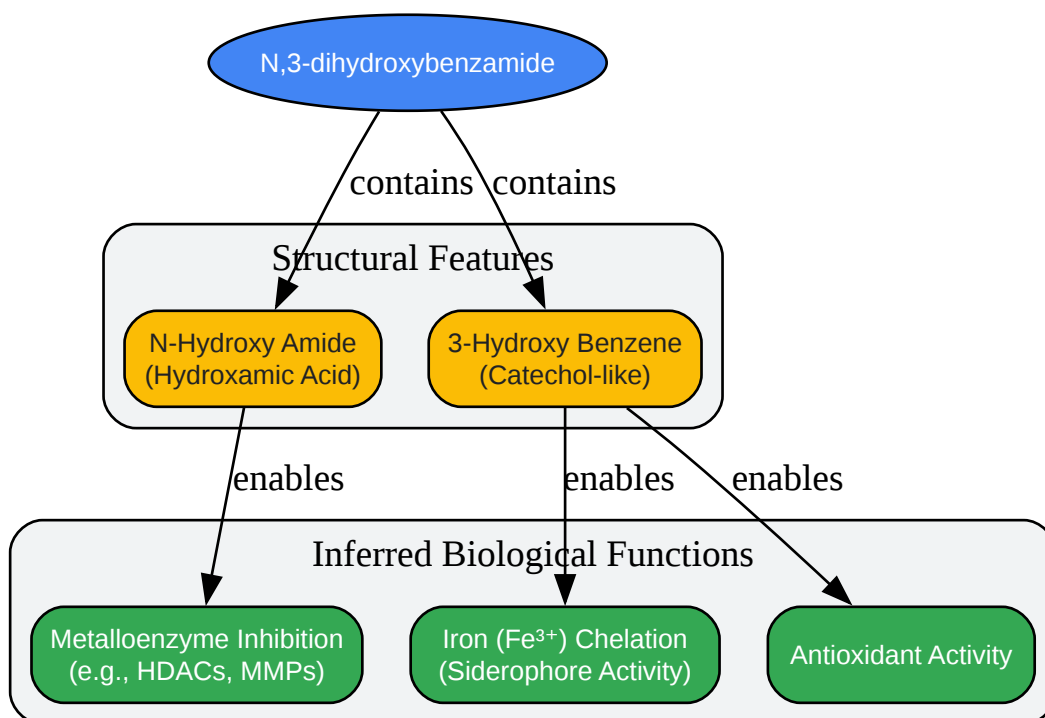 N,3-dihydroxybenzamide
contains contains
Structural Features
N-Hydroxy Amide
(Hydroxamic Acid)
3-Hydroxy Benzene
(Catechol-like)
enables enables enables
Inferred Biological Functions
Metalloenzyme Inhibition
(e.g., HDACs, MMPs)
Iron (Fe³⁺) Chelation
(Siderophore Activity)
Antioxidant Activity